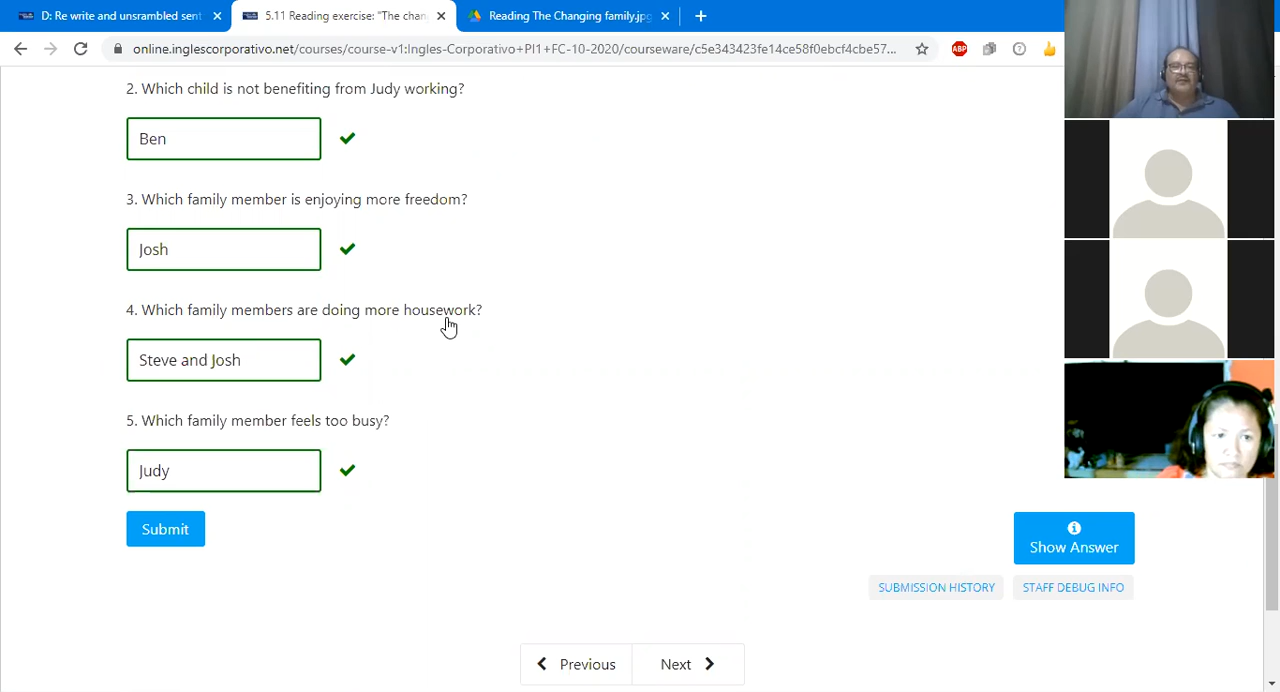 D: Re write and unsrambled sent
5.11 Reading exercise: "The chan
Reading The Changing family.jpg
online.inglescorporativo.net/courses/course-v1:Ingles-Corporativo+PI1+FC-10-2020/courseware/c5e343423fe14ce58f0ebcf4cbe57...
ABP
2. Which child is not benefiting from Judy working?
Ben
3. Which family member is enjoying more freedom?
Josh
4. Which family members are doing more housework?
Steve and Josh
5. Which family member feels too busy?
Judy
Submit
Show Answer
SUBMISSION HISTORY
STAFF DEBUG INFO
Previous
Next